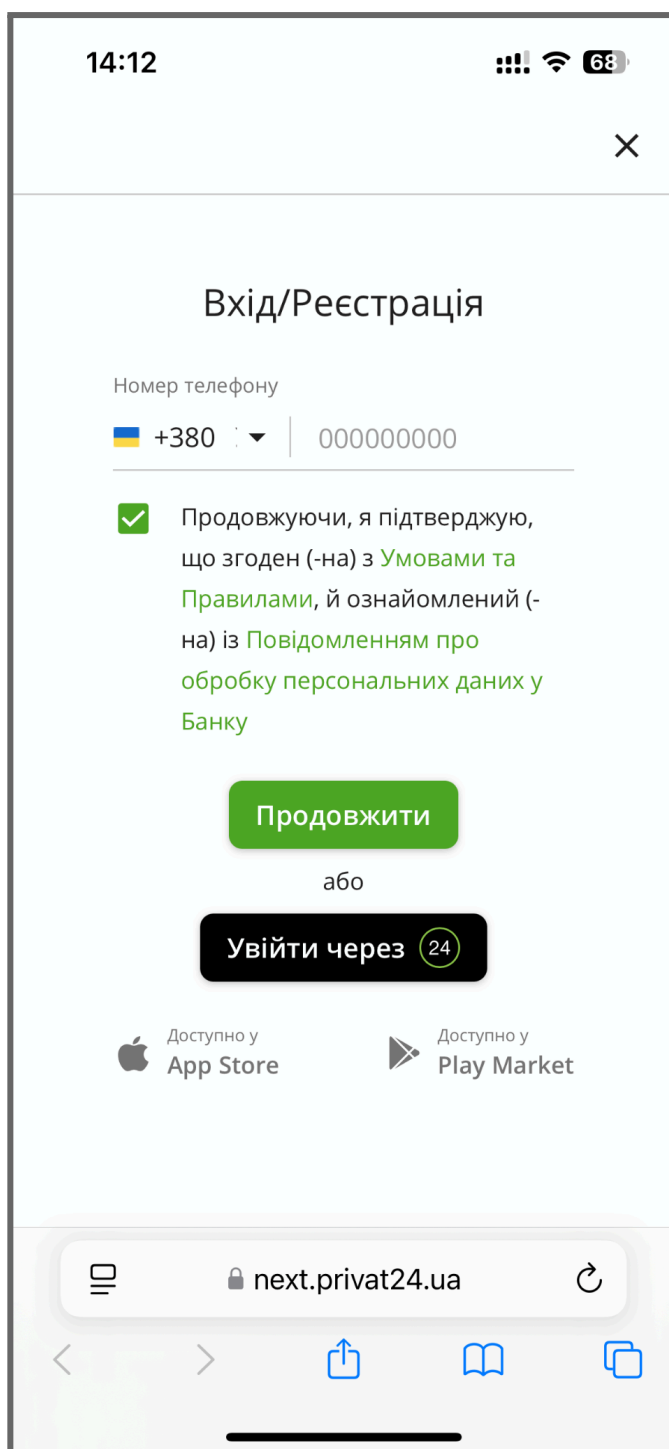 14:12
68
Вхід/Реєстрація
Номер телефону
+380
000000000
Продовжуючи, я підтверджую,
що згоден (-на) з Умовами та
Правилами, й ознайомлений (-
на) із Повідомленням про
обробку персональних даних у
Банку
Продовжити
або
Увійти через 24
Доступно у
App Store
Доступно у
Play Market
next.privat24.ua